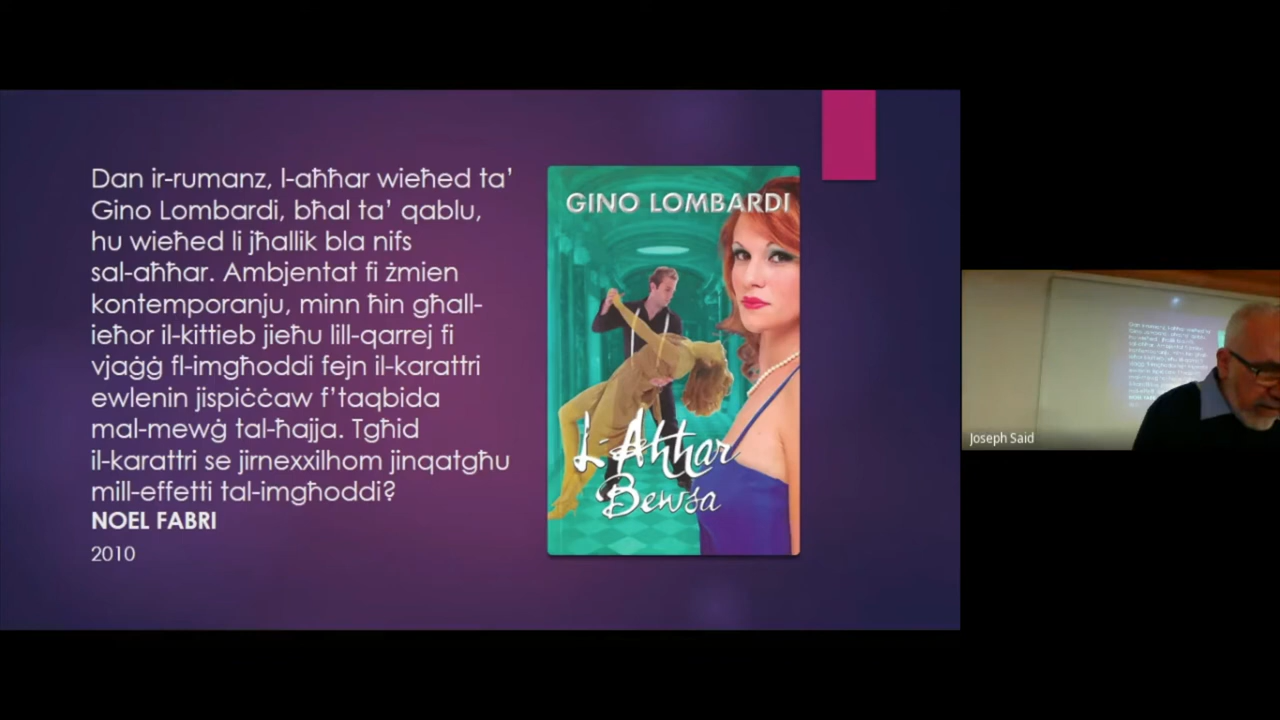 Dan ir-rumanz, l-aħħar wieħed ta'
Gino Lombardi, bħal ta' qablu,
hu wieħed li jħallik bla nifs
sal-aħħar. Ambjentat fi żmien
kontemporanju, minn ħin għall-
ieħor il-kittieb jieħu lill-qarrej fi
vjaġġ fl-imgħoddi fejn il-karattri
ewlenin jispiċċaw f'taqbida
mal-mewġ tal-ħajja. Tgħid
il-karattri se jirnexxilhom jinqatgħu
mill-effetti tal-imgħoddi?
NOEL FABRI
2010
GINO LOMBARDI
L-Aħħar
Bewsa
Joseph Said